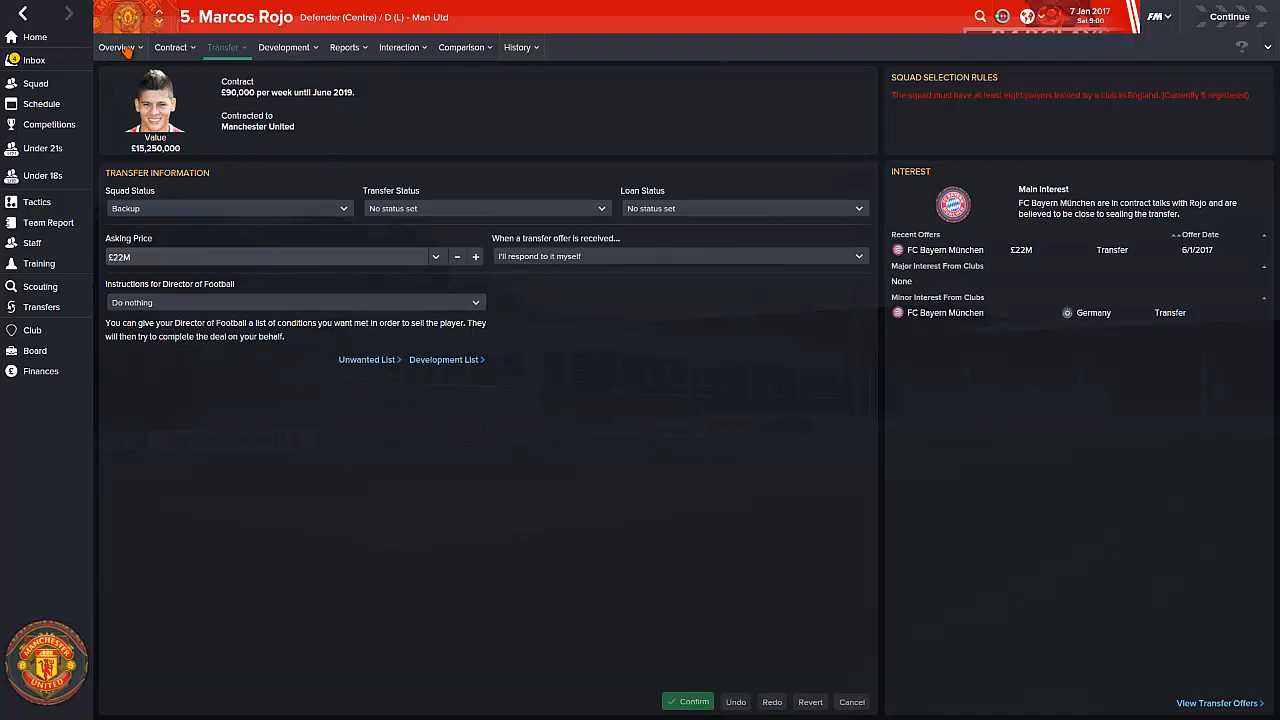 5. Marcos Rojo
Defender (Centre) / D (L) - Man Utd
7 Jan 2017
Sat 9:00
FM
Continue
Home
Inbox
Squad
Schedule
Competitions
Under 21s
Under 18s
Tactics
Team Report
Staff
Training
Scouting
Transfers
Club
Board
Finances
MANCHESTER
UNITED
Overview
Contract
Transfer
Development
Reports
Interaction
Comparison
History
Contract
£90,000 per week until June 2019.
Contracted to
Manchester United
Value
£15,250,000
TRANSFER INFORMATION
Squad Status
Transfer Status
Loan Status
Backup
No status set
No status set
Asking Price
When a transfer offer is received...
£22M
I'll respond to it myself
Instructions for Director of Football
Do nothing
You can give your Director of Football a list of conditions you want met in order to sell the player. They
will then try to complete the deal on your behalf.
Unwanted List >
Development List >
Confirm
Undo
Redo
Revert
Cancel
SQUAD SELECTION RULES
The squad must have at least eight players trained by a club in England. (Currently 5 registered)
INTEREST
Main Interest
FC Bayern München are in contract talks with Rojo and are
believed to be close to sealing the transfer.
Recent Offers
Offer Date
FC Bayern München £22M Transfer 6/1/2017
Major Interest From Clubs
None
Minor Interest From Clubs
FC Bayern München Germany Transfer
View Transfer Offers >